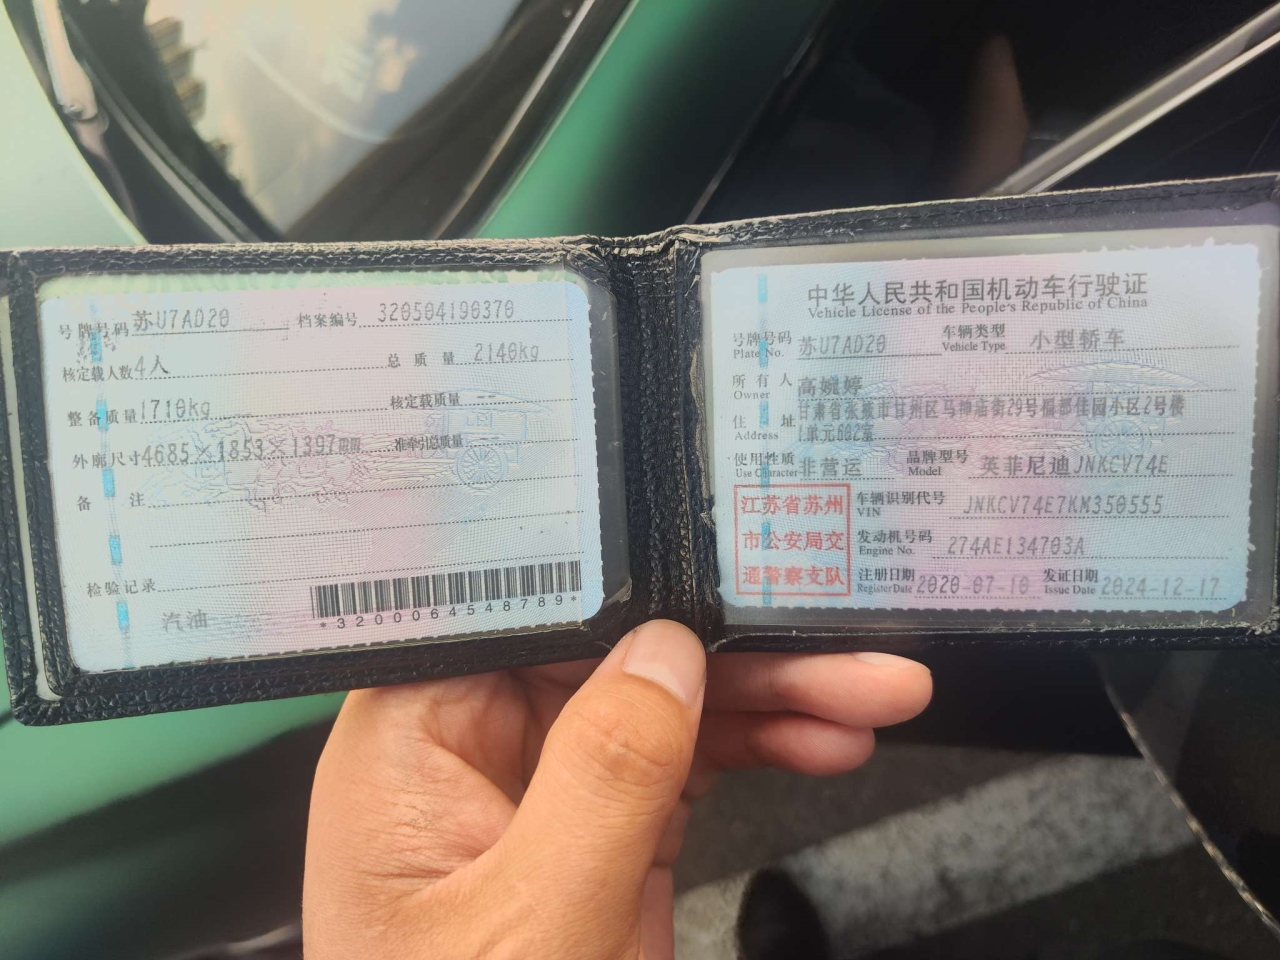 号牌号码 苏U7AD20 档案编号 320504190370
核定载人数 4人 总质量 2140kg
整备质量 1710kg 核定载质量 --
外廓尺寸 4685×1853×1397mm 准牵引总质量 --
备注
检验记录
汽油
*3200064548789*
中华人民共和国机动车行驶证
Vehicle License of the People's Republic of China
号牌号码 苏U7AD20 车辆类型 小型轿车
Plate No. Vehicle Type
所有人 高婉婷
Owner
住址 甘肃省张掖市甘州区马神庙街29号福郡佳园小区2号楼
Address 1单元602室
使用性质 非营运 品牌型号 英菲尼迪JNKCV74E
Use Character Model
江苏省苏州
市公安局交
通警察支队
车辆识别代号 JNKCV74E7KM350555
VIN
发动机号码 274AE134703A
Engine No.
注册日期 2020-07-10 发证日期 2024-12-17
Register Date Issue Date